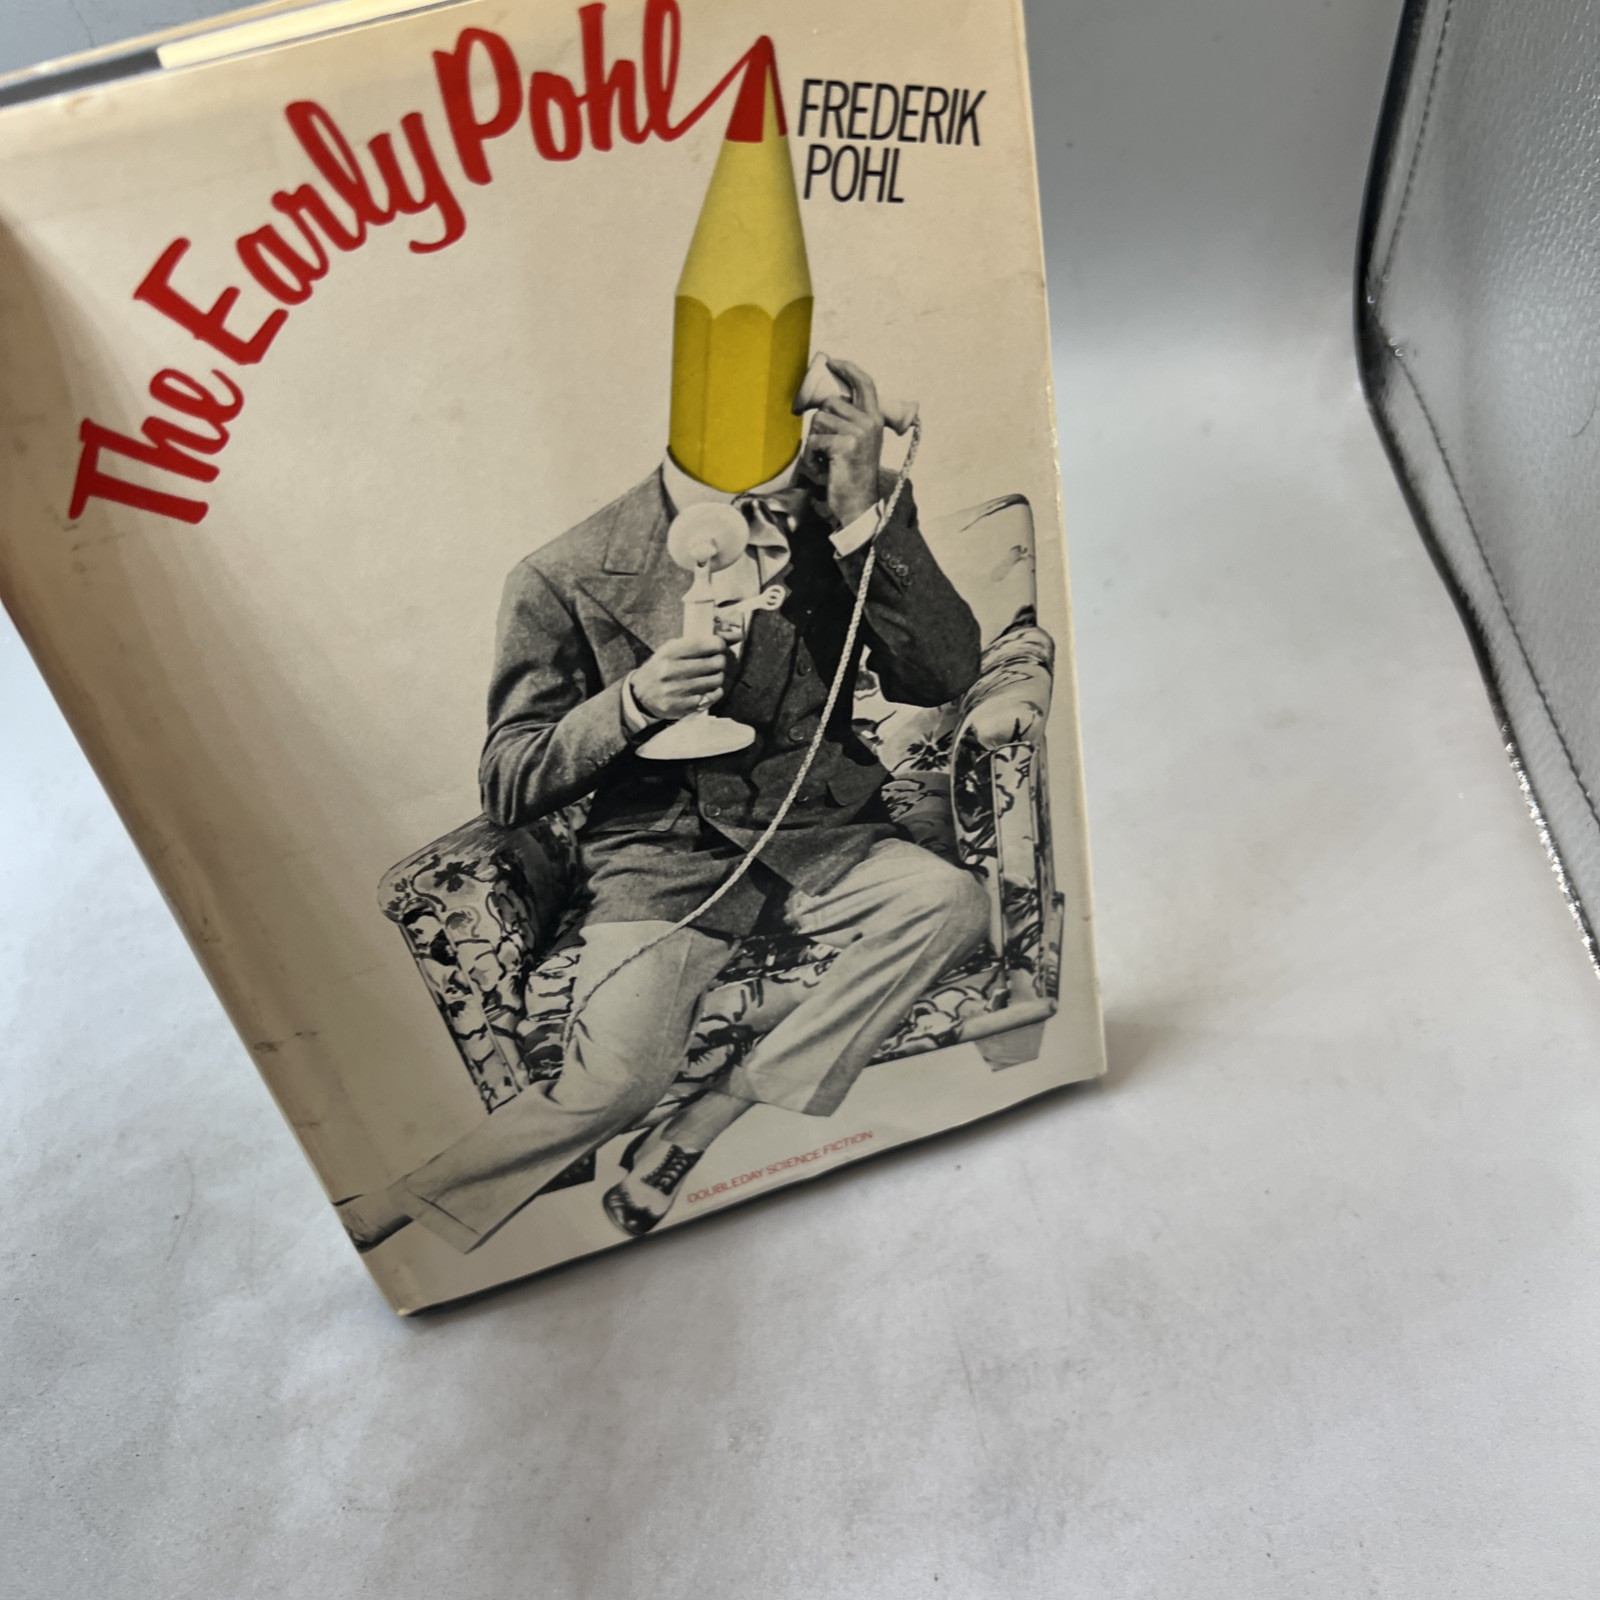 The Early Pohl
FREDERIK
POHL
DOUBLEDAY SCIENCE FICTION